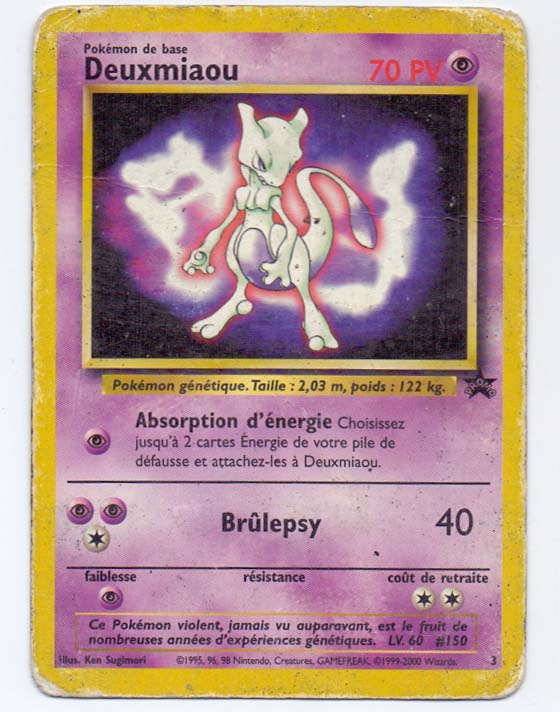 Pokémon de base
Deuxmiaou 70 PV
Pokémon génétique. Taille : 2,03 m, poids : 122 kg.
PROMO
Absorption d'énergie Choisissez
jusqu'à 2 cartes Énergie de votre pile de
défausse et attachez-les à Deuxmiaou.
Brûlepsy 40
faiblesse résistance coût de retraite
Ce Pokémon violent, jamais vu auparavant, est le fruit de
nombreuses années d'expériences génétiques. LV. 60 #150
Illus. Ken Sugimori ©1995, 96, 98 Nintendo, Creatures, GAMEFREAK. ©1999-2000 Wizards. 3